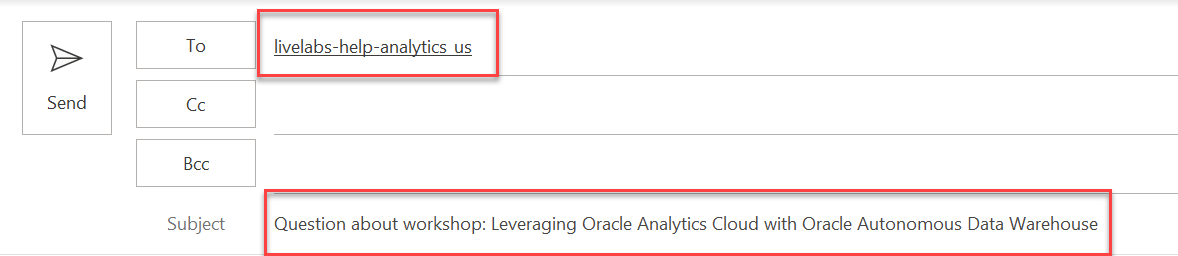 To livelabs-help-analytics_us
Send
Cc
Bcc
Subject Question about workshop: Leveraging Oracle Analytics Cloud with Oracle Autonomous Data Warehouse